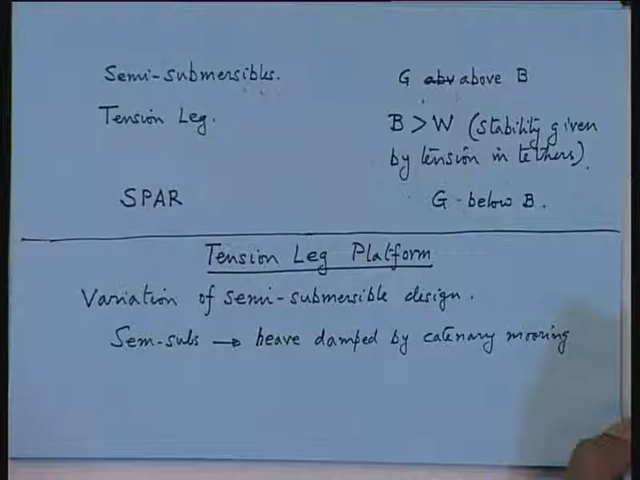 Semi-submersibles. G abv above B
Tension Leg. B > W (stability given
by tension in tethers).
SPAR G - below B.
Tension Leg Platform
Variation of semi-submersible design.
Sem-subs → heave damped by catenary mooring